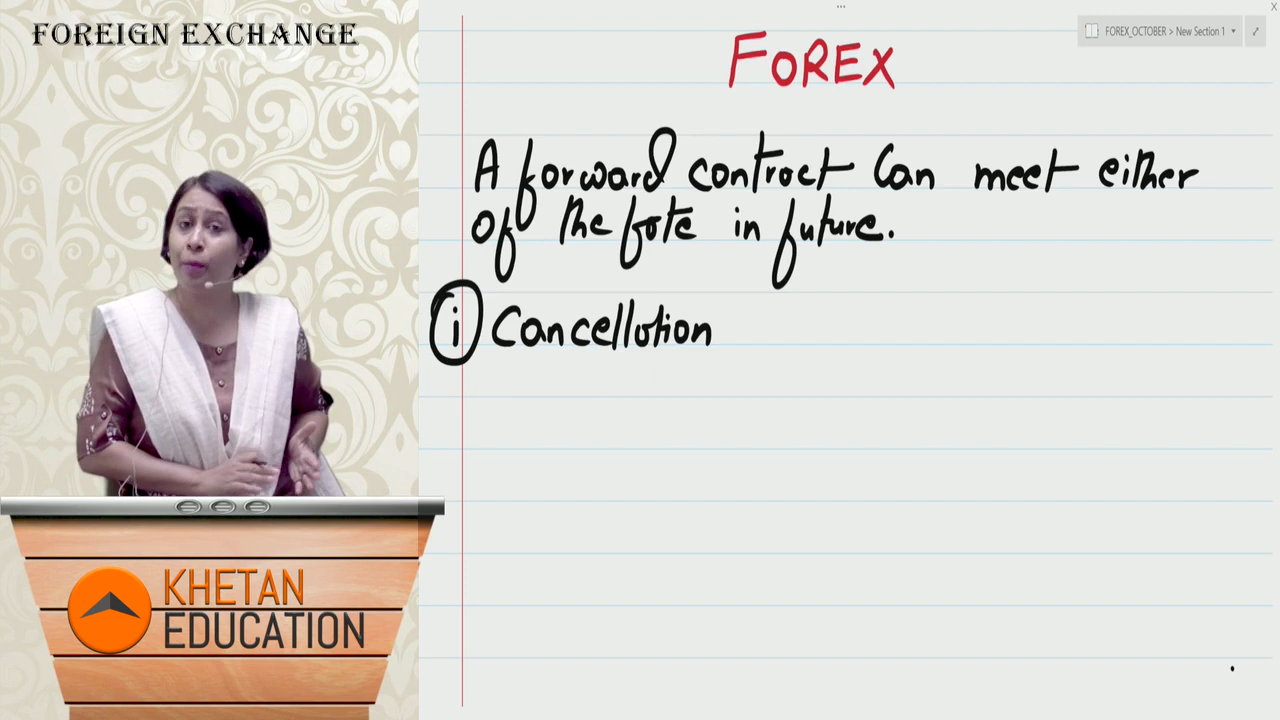 FOREIGN EXCHANGE
FOREX_OCTOBER > New Section 1
FOREX
A forward contract Can meet either
of the fate in future.
i Cancellation
KHETAN
EDUCATION